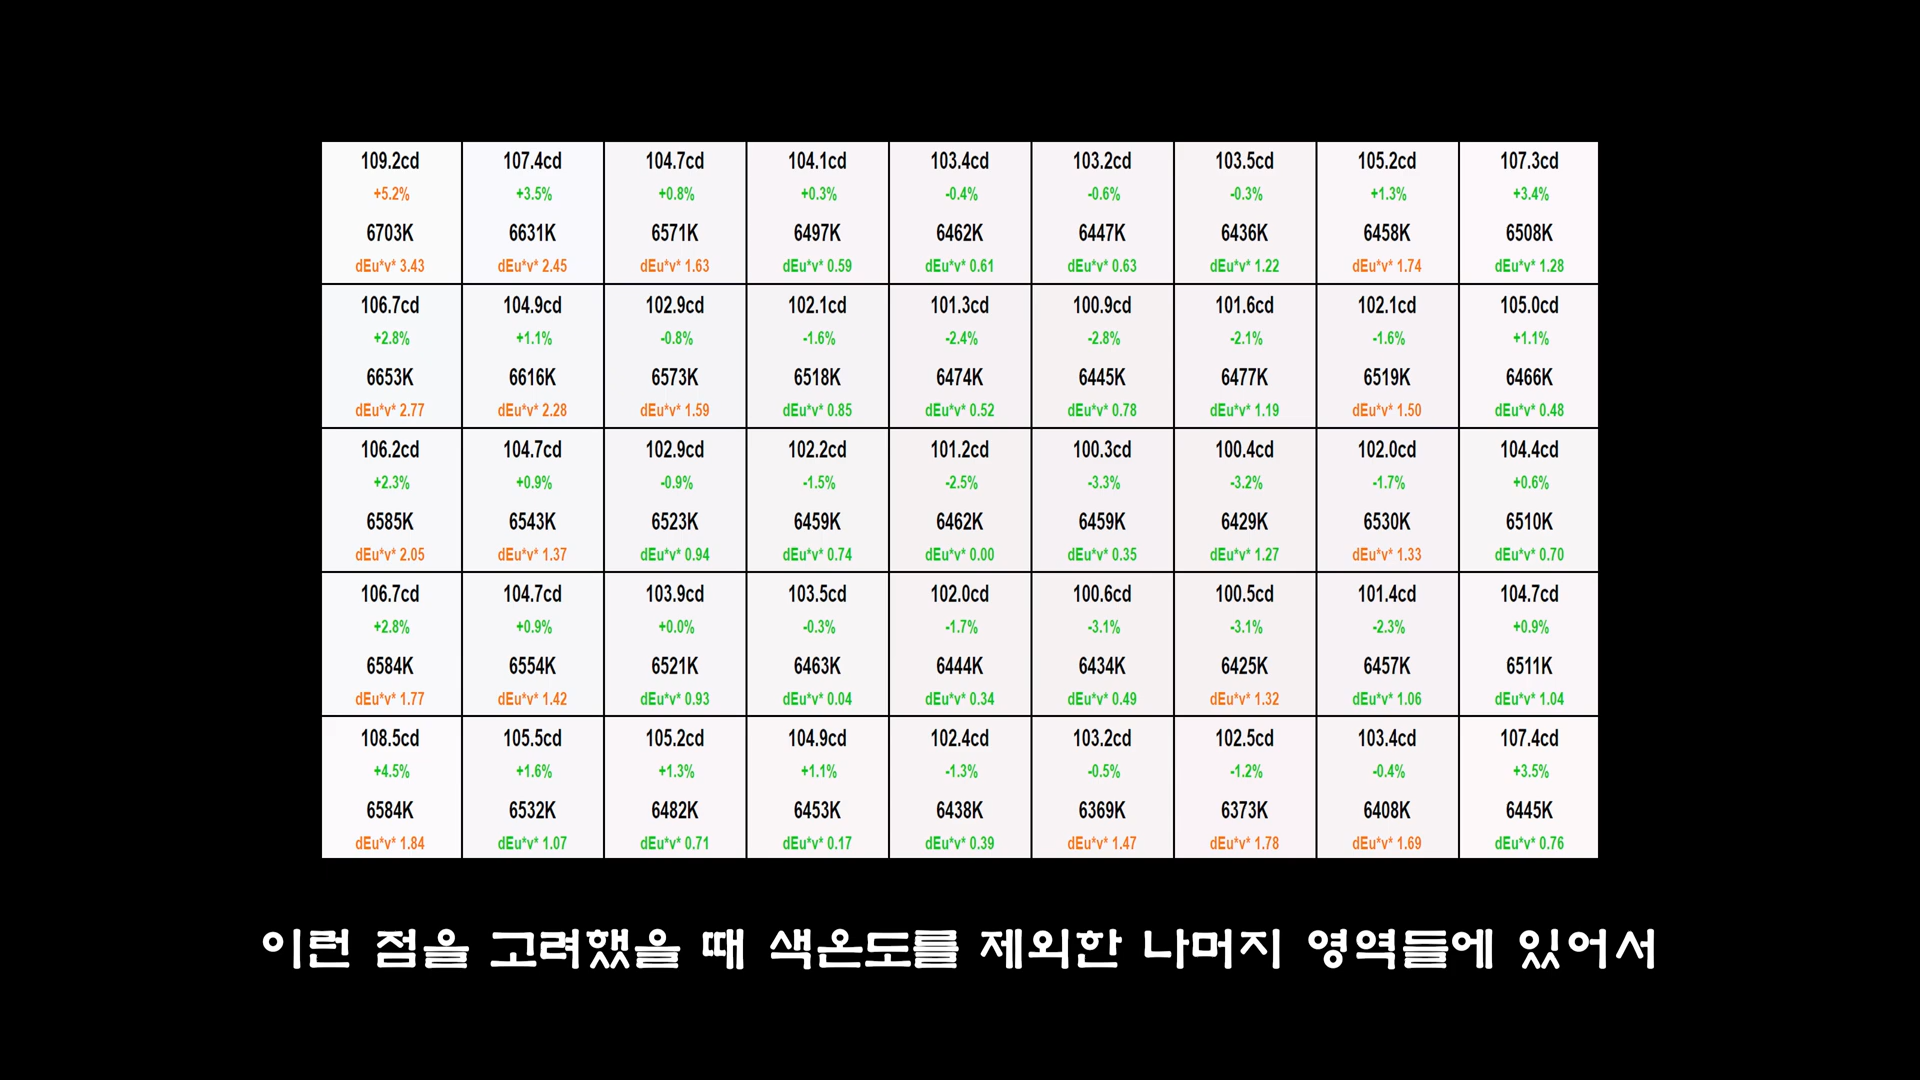 109.2cd 107.4cd 104.7cd 104.1cd 103.4cd 103.2cd 103.5cd 105.2cd 107.3cd
+5.2% +3.5% +0.8% +0.3% -0.4% -0.6% -0.3% +1.3% +3.4%
6703K 6631K 6571K 6497K 6462K 6447K 6436K 6458K 6508K
dEu*v* 3.43 dEu*v* 2.45 dEu*v* 1.63 dEu*v* 0.59 dEu*v* 0.61 dEu*v* 0.63 dEu*v* 1.22 dEu*v* 1.74 dEu*v* 1.28
106.7cd 104.9cd 102.9cd 102.1cd 101.3cd 100.9cd 101.6cd 102.1cd 105.0cd
+2.8% +1.1% -0.8% -1.6% -2.4% -2.8% -2.1% -1.6% +1.1%
6653K 6616K 6573K 6518K 6474K 6445K 6477K 6519K 6466K
dEu*v* 2.77 dEu*v* 2.28 dEu*v* 1.59 dEu*v* 0.85 dEu*v* 0.52 dEu*v* 0.78 dEu*v* 1.19 dEu*v* 1.50 dEu*v* 0.48
106.2cd 104.7cd 102.9cd 102.2cd 101.2cd 100.3cd 100.4cd 102.0cd 104.4cd
+2.3% +0.9% -0.9% -1.5% -2.5% -3.3% -3.2% -1.7% +0.6%
6585K 6543K 6523K 6459K 6462K 6459K 6429K 6530K 6510K
dEu*v* 2.05 dEu*v* 1.37 dEu*v* 0.94 dEu*v* 0.74 dEu*v* 0.00 dEu*v* 0.35 dEu*v* 1.27 dEu*v* 1.33 dEu*v* 0.70
106.7cd 104.7cd 103.9cd 103.5cd 102.0cd 100.6cd 100.5cd 101.4cd 104.7cd
+2.8% +0.9% +0.0% -0.3% -1.7% -3.1% -3.1% -2.3% +0.9%
6584K 6554K 6521K 6463K 6444K 6434K 6425K 6457K 6511K
dEu*v* 1.77 dEu*v* 1.42 dEu*v* 0.93 dEu*v* 0.04 dEu*v* 0.34 dEu*v* 0.49 dEu*v* 1.32 dEu*v* 1.06 dEu*v* 1.04
108.5cd 105.5cd 105.2cd 104.9cd 102.4cd 103.2cd 102.5cd 103.4cd 107.4cd
+4.5% +1.6% +1.3% +1.1% -1.3% -0.5% -1.2% -0.4% +3.5%
6584K 6532K 6482K 6453K 6438K 6369K 6373K 6408K 6445K
dEu*v* 1.84 dEu*v* 1.07 dEu*v* 0.71 dEu*v* 0.17 dEu*v* 0.39 dEu*v* 1.47 dEu*v* 1.78 dEu*v* 1.69 dEu*v* 0.76
이런 점을 고려했을 때 색온도를 제외한 나머지 영역들에 있어서